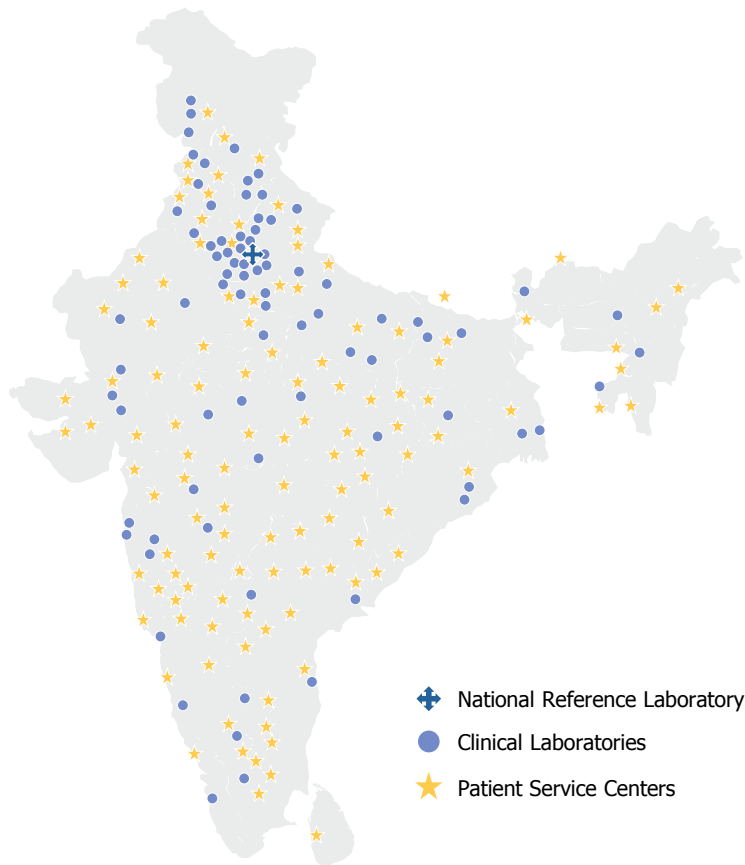 National Reference Laboratory
Clinical Laboratories
Patient Service Centers